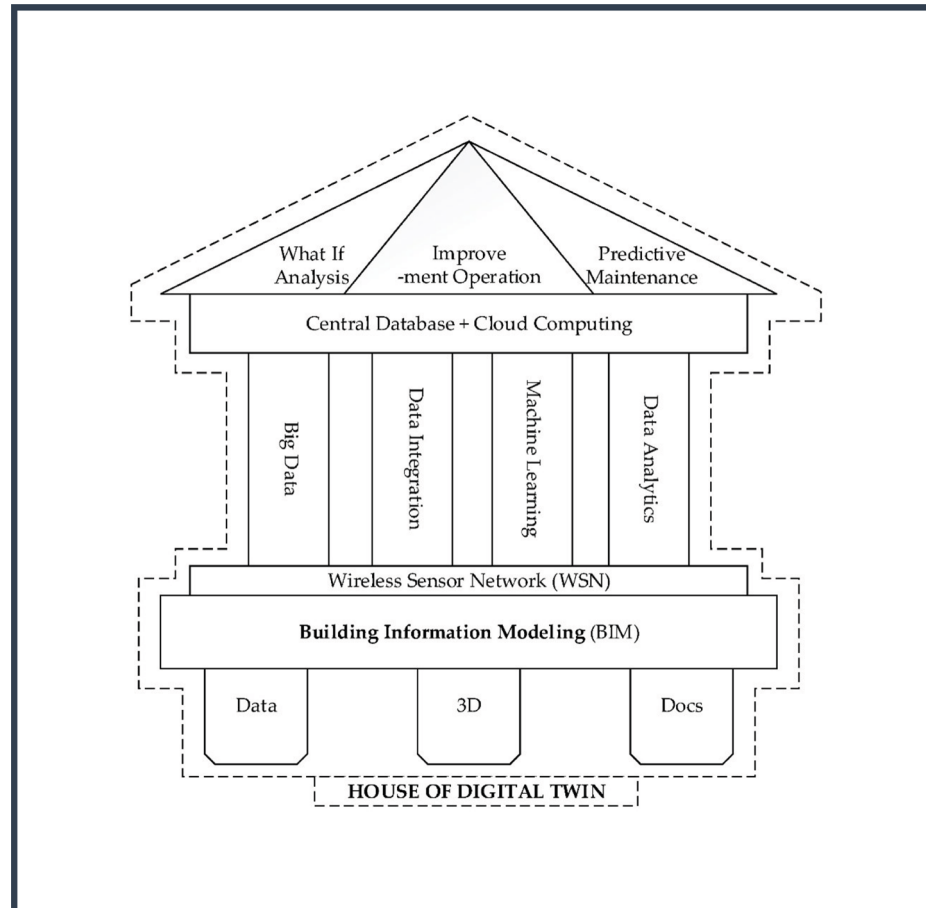 What If
Analysis
Improve
-ment Operation
Predictive
Maintenance
Central Database + Cloud Computing
Big Data
Data Integration
Machine Learning
Data Analytics
Wireless Sensor Network (WSN)
Building Information Modeling (BIM)
Data
3D
Docs
HOUSE OF DIGITAL TWIN